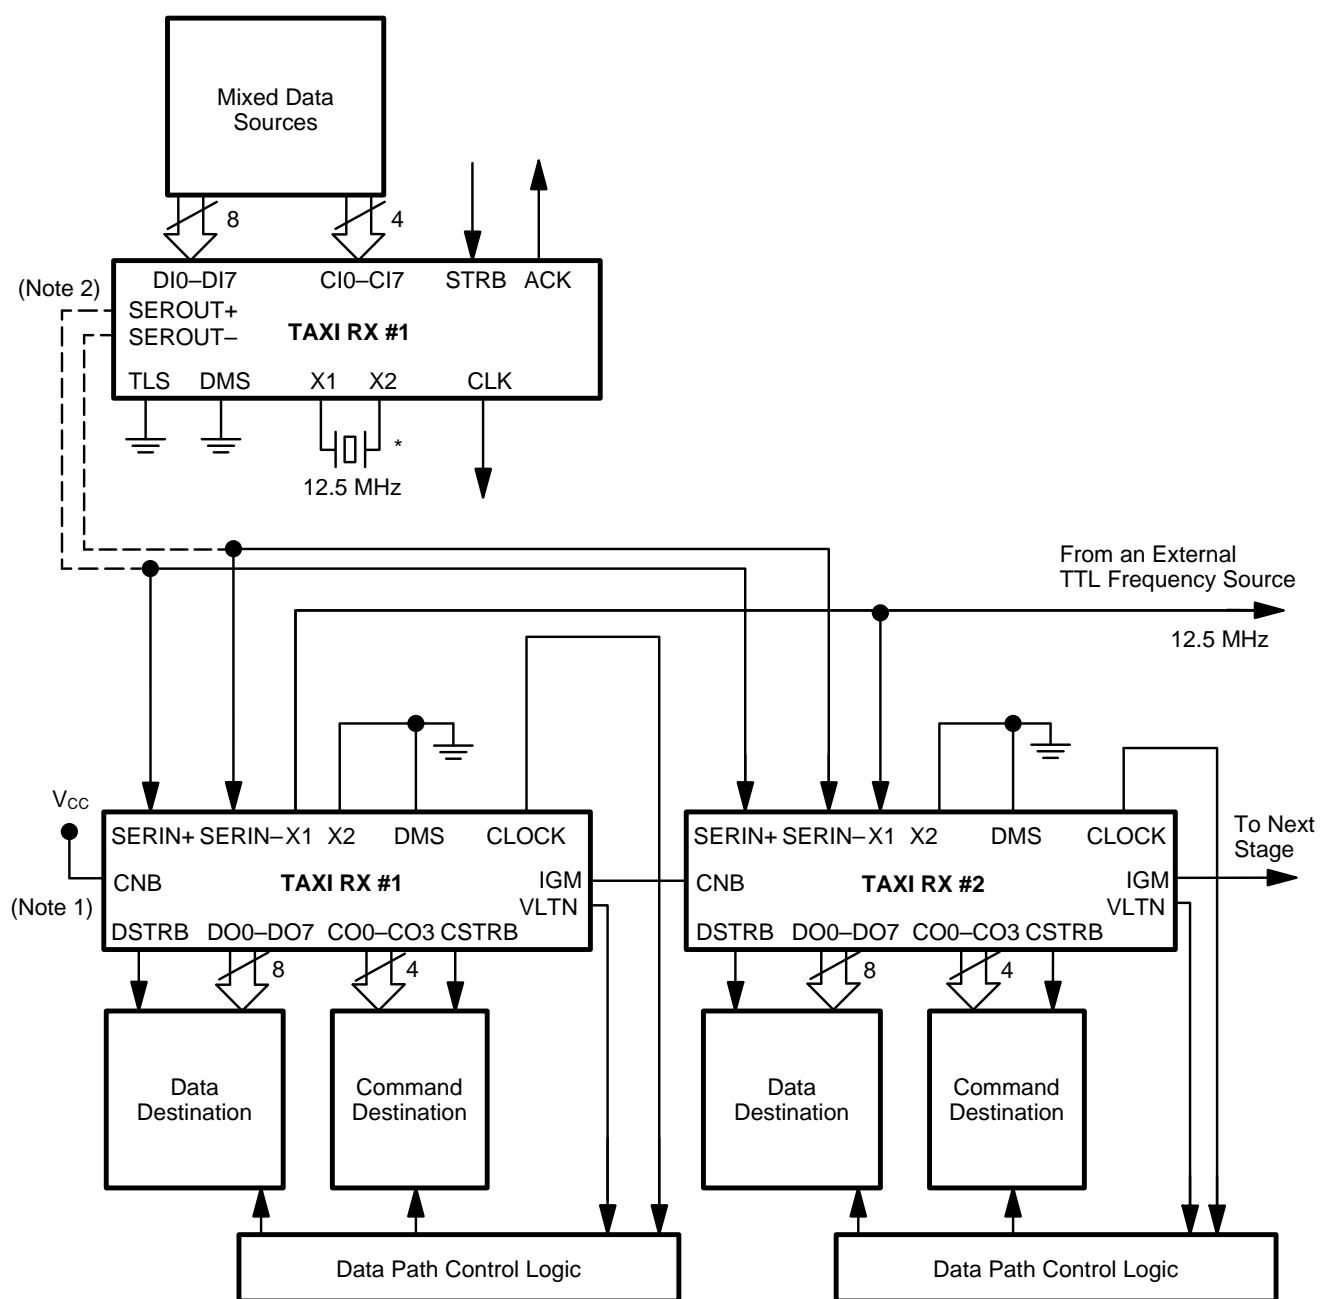 Mixed Data
Sources
8
4
(Note 2)
DI0–DI7 CI0–CI7 STRB ACK
SEROUT+
SEROUT–
TAXI RX #1
TLS DMS X1 X2 CLK
*
12.5 MHz
From an External
TTL Frequency Source
12.5 MHz
VCC
SERIN+ SERIN– X1 X2 DMS CLOCK
CNB TAXI RX #1 IGM
(Note 1)
VLTN
DSTRB DO0–DO7 CO0–CO3 CSTRB
8
4
Data
Destination
Command
Destination
Data Path Control Logic
SERIN+ SERIN– X1 X2 DMS CLOCK
CNB TAXI RX #2 IGM
VLTN
DSTRB DO0–DO7 CO0–CO3 CSTRB
To Next
Stage
8
4
Data
Destination
Command
Destination
Data Path Control Logic